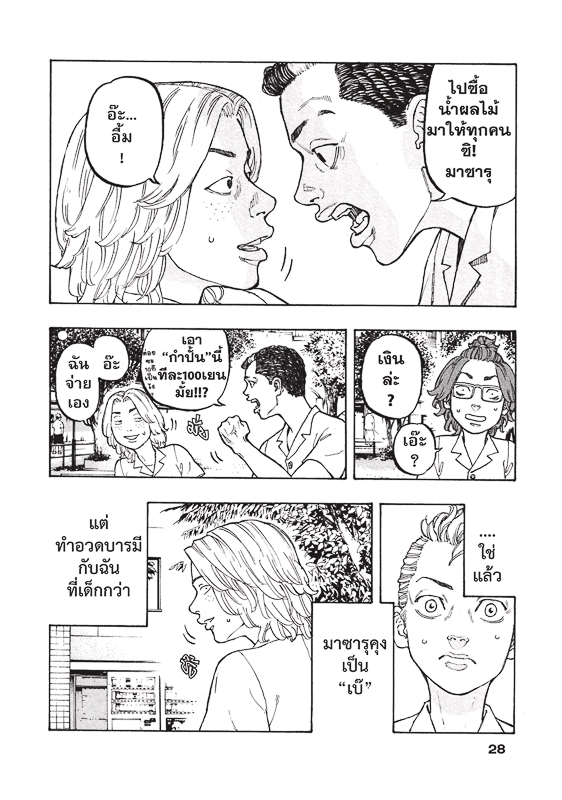 ไปซื้อ
น้ำผลไม้
มาให้ทุกคน
ซิ!
มาซารุ
อ๊ะ...
อื้ม
!
เงิน
ล่ะ
?
เอ๊ะ
?
เอา
"กำปั้น"นี้
ทีละ100เยน
มั้ย!!?
ต่อย
อ๊ะ
ฉัน
จ่าย
เอง
....
ใช่
แล้ว
มาซารุคุง
เป็น
"เบ๊"
แต่
ทำอวดบารมี
กับฉัน
ที่เด็กกว่า
28